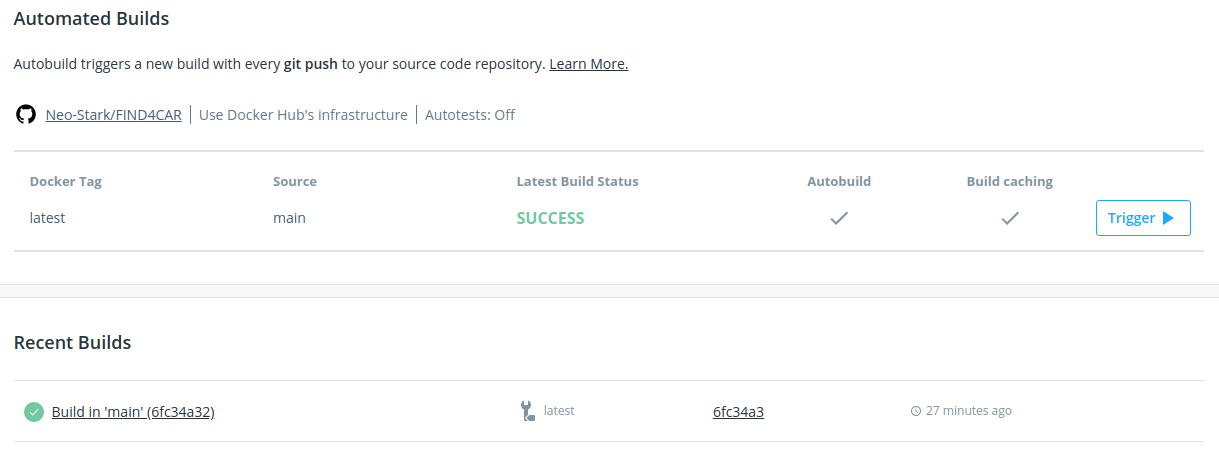 Automated Builds
Autobuild triggers a new build with every git push to your source code repository. Learn More.
Neo-Stark/FIND4CAR | Use Docker Hub's infrastructure | Autotests: Off
Docker Tag Source Latest Build Status Autobuild Build caching
latest main SUCCESS Trigger
Recent Builds
Build in 'main' (6fc34a32) latest 6fc34a3 27 minutes ago